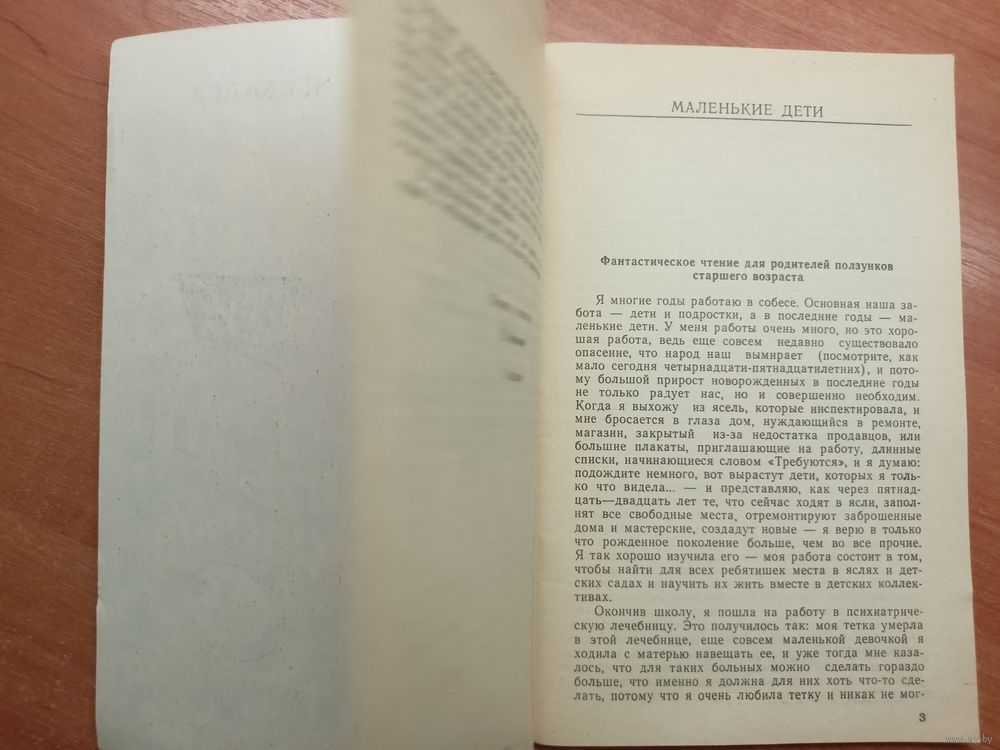 МАЛЕНЬКИЕ ДЕТИ
Фантастическое чтение для родителей ползунков
старшего возраста
Я многие годы работаю в собесе. Основная наша за-
бота — дети и подростки, а в последние годы — ма-
ленькие дети. У меня работы очень много, но это хоро-
шая работа, ведь еще совсем недавно существовало
опасение, что народ наш вымирает (посмотрите, как
мало сегодня четырнадцати-пятнадцатилетних), и пото-
му большой прирост новорожденных в последние годы
не только радует нас, но и совершенно необходим.
Когда я выхожу из ясель, которые инспектировала, и
мне бросается в глаза дом, нуждающийся в ремонте,
магазин, закрытый из-за недостатка продавцов, или
большие плакаты, приглашающие на работу, длинные
списки, начинающиеся словом «Требуются», и я думаю:
подождите немного, вот вырастут дети, которых я толь-
ко что видела... — и представляю, как через пятнад-
цать—двадцать лет те, что сейчас ходят в ясли, запол-
нят все свободные места, отремонтируют заброшенные
дома и мастерские, создадут новые — я верю в только
что рожденное поколение больше, чем во все прочие.
Я так хорошо изучила его — моя работа состоит в том,
чтобы найти для всех ребятишек места в яслях и дет-
ских садах и научить их жить вместе в детских коллек-
тивах.
Окончив школу, я пошла на работу в психиатриче-
скую лечебницу. Это получилось так: моя тетка умерла
в этой лечебнице, еще совсем маленькой девочкой я
ходила с матерью навещать ее, и уже тогда мне каза-
лось, что для таких больных можно сделать гораздо
больше, что именно я должна для них хоть что-то сде-
лать, потому что я очень любила тетку и никак не мог-
3
www.ay.by